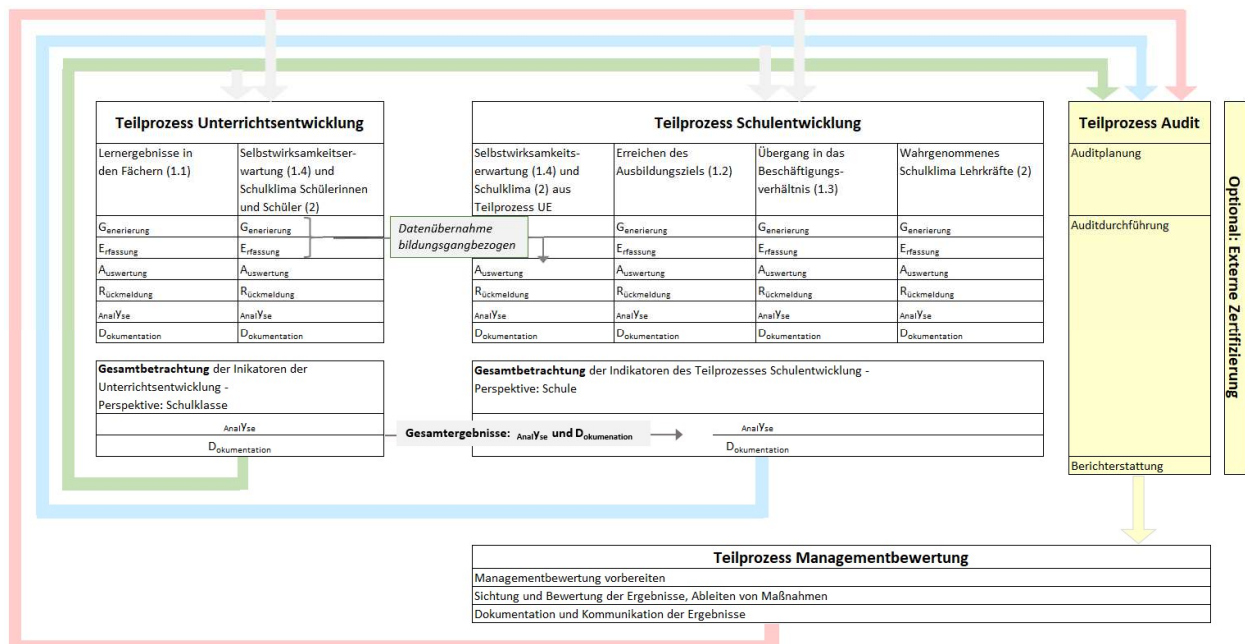 Teilprozess Unterrichtsentwicklung
Lernergebnisse in
den Fächern (1.1)
Selbstwirksamkeitser-
wartung (1.4) und
Schulklima Schülerinnen
und Schüler (2)
Generierung
Generierung
Erfassung
Erfassung
Auswertung
Auswertung
Rückmeldung
Rückmeldung
Analyse
Analyse
Dokumentation
Dokumentation
Datenübernahme
bildungsgangbezogen
Teilprozess Schulentwicklung
Selbstwirksamkeits-
erwartung (1.4) und
Schulklima (2) aus
Teilprozess UE
Erreichen des
Ausbildungsziels (1.2)
Übergang in das
Beschäftigungs-
verhältnis (1.3)
Wahrgenommenes
Schulklima Lehrkräfte (2)
Generierung
Generierung
Generierung
Erfassung
Erfassung
Erfassung
Auswertung
Auswertung
Auswertung
Auswertung
Rückmeldung
Rückmeldung
Rückmeldung
Rückmeldung
Analyse
Analyse
Analyse
Analyse
Dokumentation
Dokumentation
Dokumentation
Dokumentation
Gesamtbetrachtung der Inikatoren der
Unterrichtsentwicklung -
Perspektive: Schulklasse
Analyse
Dokumentation
Gesamtergebnisse: Analyse und Dokumenation
Gesamtbetrachtung der Indikatoren des Teilprozesses Schulentwicklung -
Perspektive: Schule
Analyse
Dokumentation
Teilprozess Audit
Auditplanung
Auditdurchführung
Berichterstattung
Optional: Externe Zertifizierung
Teilprozess Managementbewertung
Managementbewertung vorbereiten
Sichtung und Bewertung der Ergebnisse, Ableiten von Maßnahmen
Dokumentation und Kommunikation der Ergebnisse